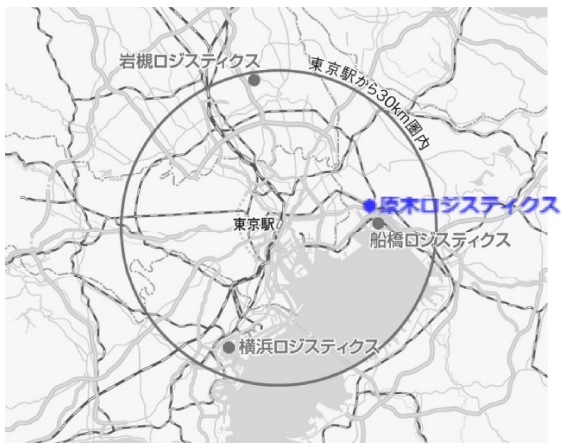 岩槻ロジスティクス
東京駅から30km圏内
原木ロジスティクス
東京駅
船橋ロジスティクス
横浜ロジスティクス